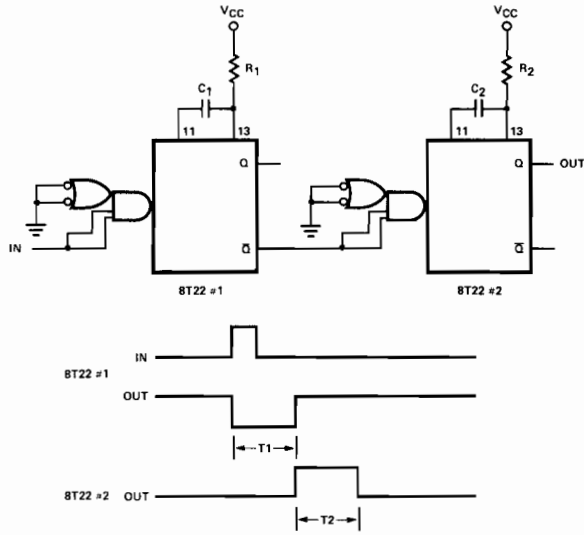 VCC VCC
R1 R2
C1 C2
11 13 11 13
Q Q OUT
IN Q Q
8T22 #1 8T22 #2
IN
8T22 #1
OUT
T1
8T22 #2 OUT
T2